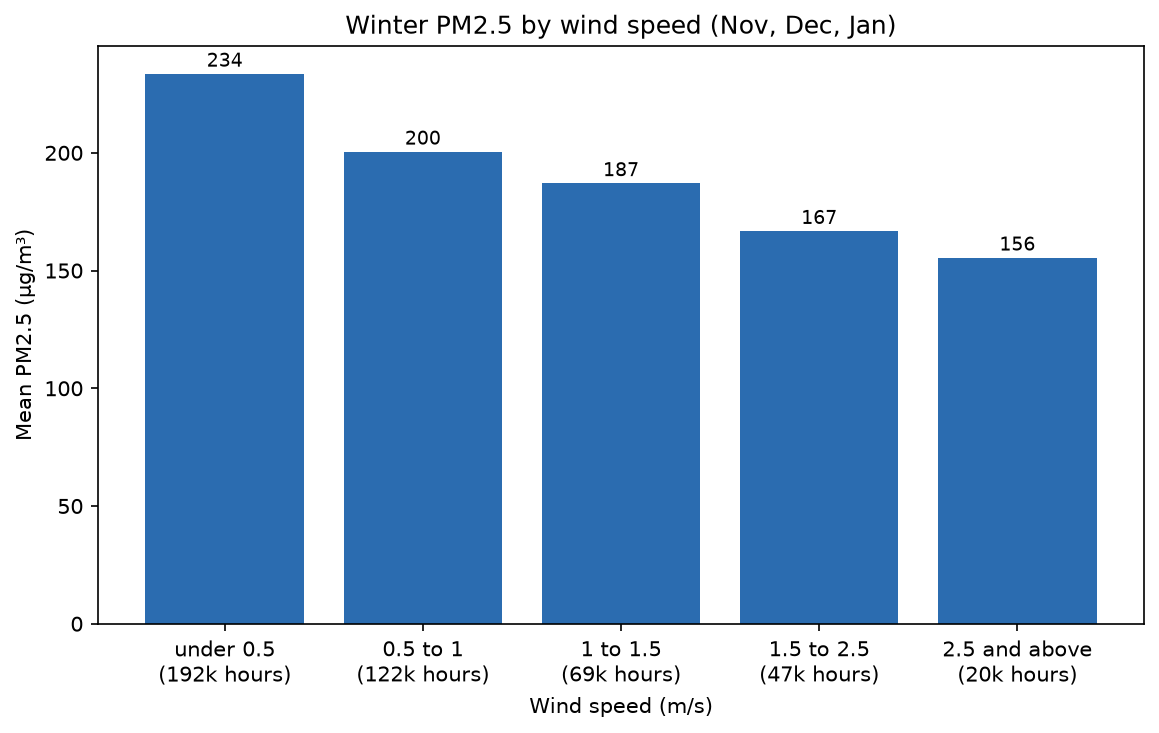 Winter PM2.5 by wind speed (Nov, Dec, Jan)
234
200
187
167
156
Mean PM2.5 (µg/m³)
200
150
100
50
0
under 0.5
(192k hours)
0.5 to 1
(122k hours)
1 to 1.5
(69k hours)
1.5 to 2.5
(47k hours)
2.5 and above
(20k hours)
Wind speed (m/s)